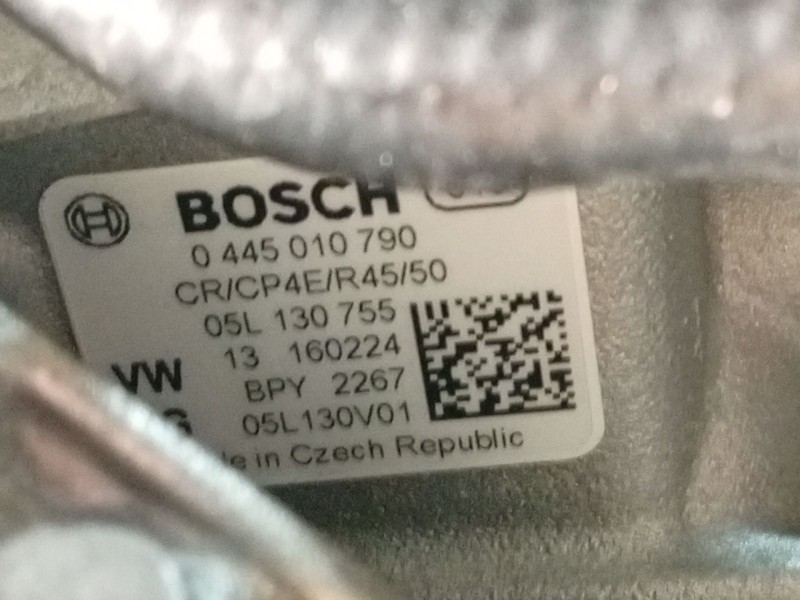 BOSCH
0 445 010 790
CR/CP4E/R45/50
05L 130 755
VW 13 160224
BPY 2267
G 05L130V01
in Czech Republic